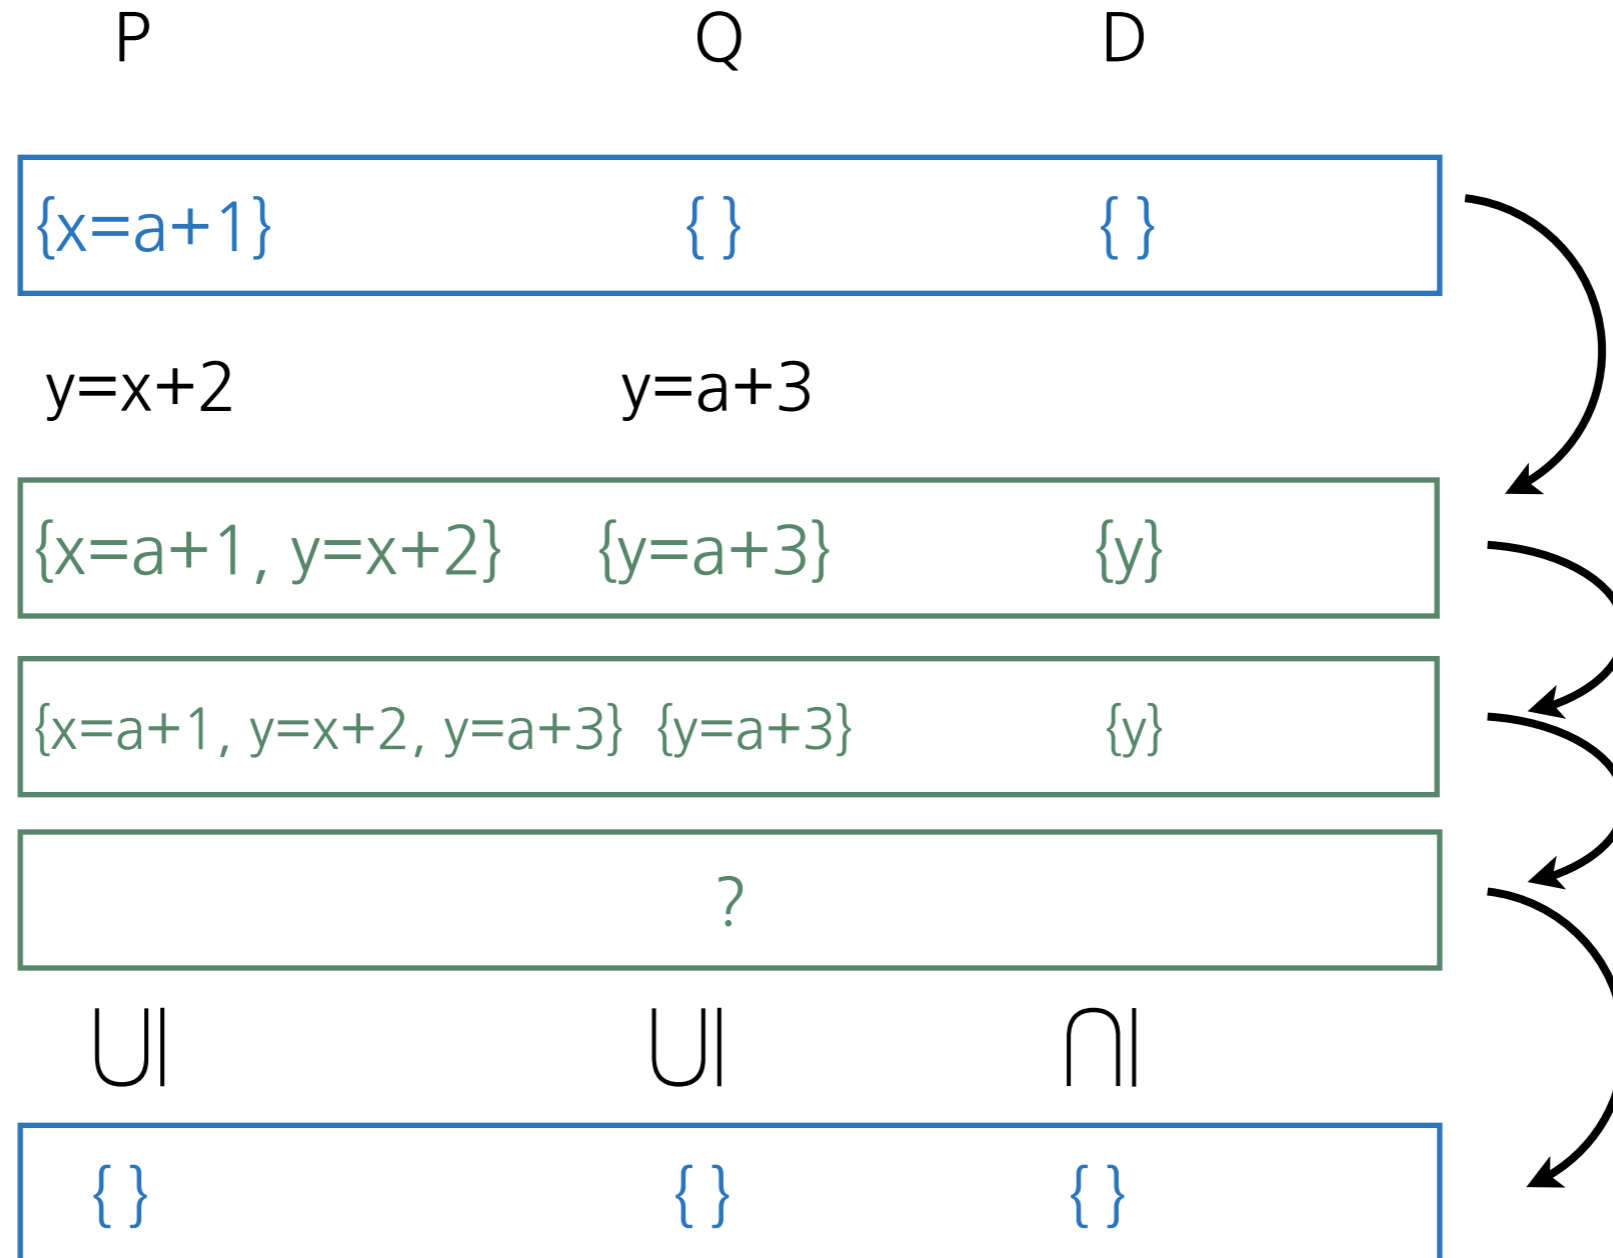 P Q D
{x=a+1} { } { }
y=x+2 y=a+3
{x=a+1, y=x+2} {y=a+3} {y}
{x=a+1, y=x+2, y=a+3} {y=a+3} {y}
?
U| U| ∩|
{ } { } { }